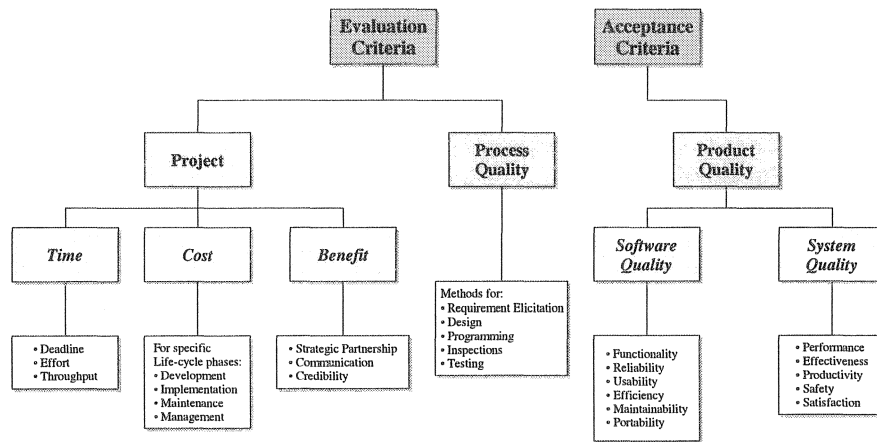 Evaluation
Criteria
Acceptance
Criteria
Project
Process
Quality
Product
Quality
Time
Cost
Benefit
Software
Quality
System
Quality
• Deadline
• Effort
• Throughput
For specific
Life-cycle phases:
• Development
• Implementation
• Maintenance
• Management
• Strategic Partnership
• Communication
• Credibility
Methods for:
• Requirement Elicitation
• Design
• Programming
• Inspections
• Testing
• Functionality
• Reliability
• Usability
• Efficiency
• Maintainability
• Portability
• Performance
• Effectiveness
• Productivity
• Safety
• Satisfaction